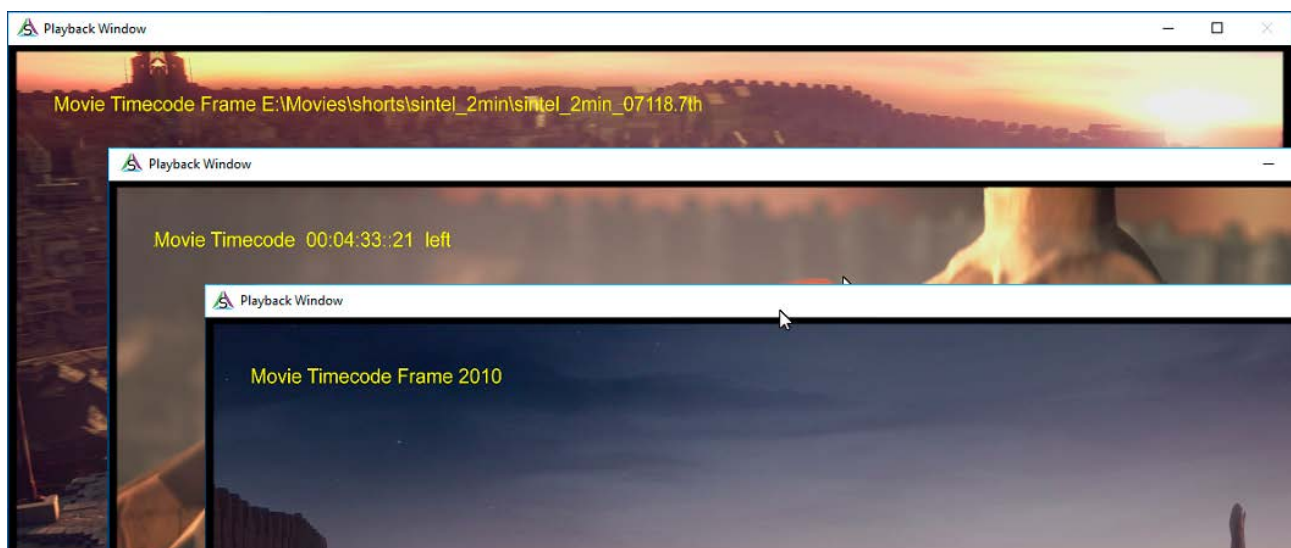 Playback Window
Movie Timecode Frame E:\Movies\shorts\sintel_2min\sintel_2min_07118.7th
Playback Window
Movie Timecode 00:04:33::21 left
Playback Window
Movie Timecode Frame 2010